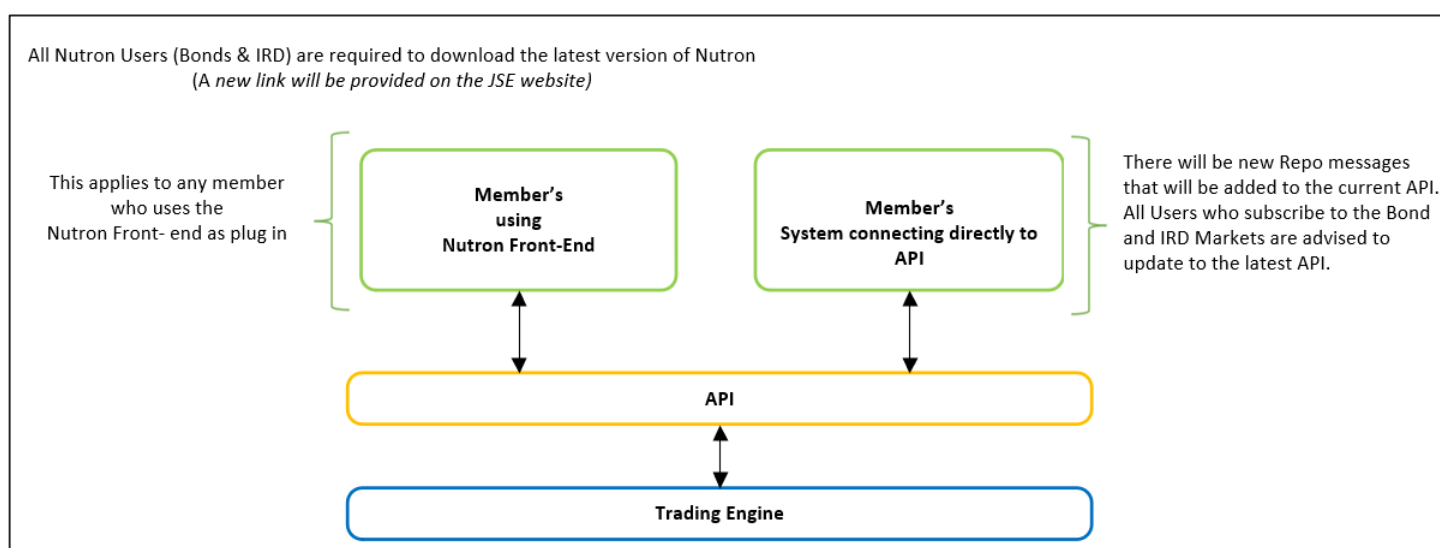 All Nutron Users (Bonds & IRD) are required to download the latest version of Nutron
(A new link will be provided on the JSE website)
This applies to any member
who uses the
Nutron Front- end as plug in
Member’s
using
Nutron Front-End
Member’s
System connecting directly to
API
There will be new Repo messages
that will be added to the current API.
All Users who subscribe to the Bond
and IRD Markets are advised to
update to the latest API.
API
Trading Engine